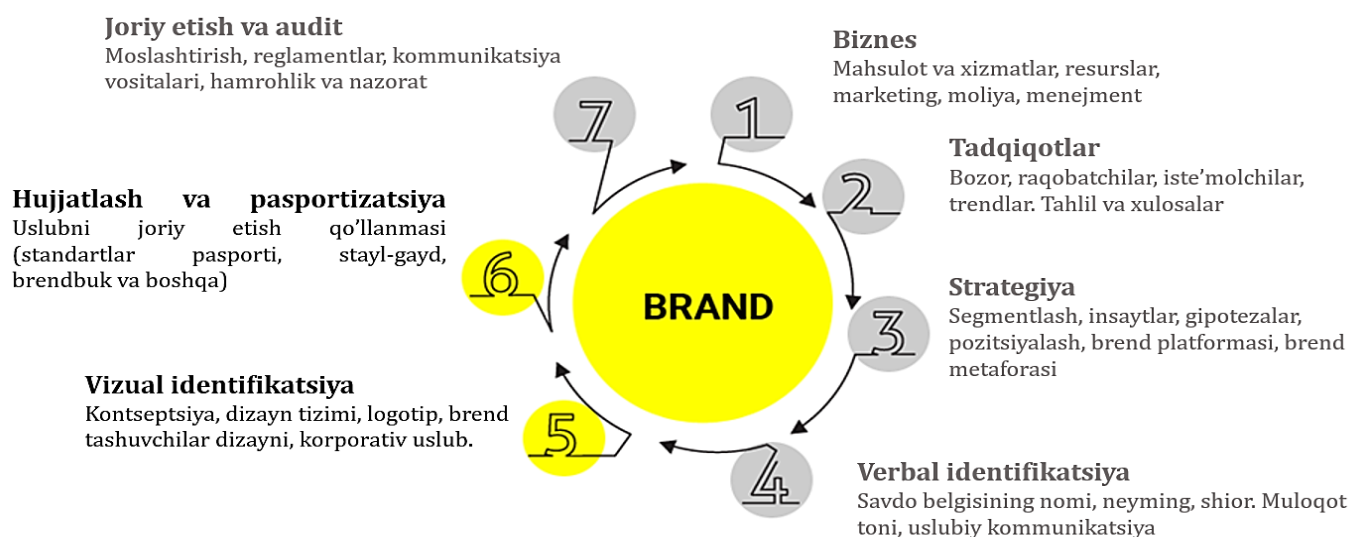 Joriy etish va audit
Moslashtirish, reglamentlar, kommunikatsiya
vositalari, hamrohlik va nazorat
7
1
Biznes
Mahsulot va xizmatlar, resurslar,
marketing, moliya, menejment
2
Tadqiqotlar
Bozor, raqobatchilar, iste’molchilar,
trendlar. Tahlil va xulosalar
Hujjatlash va pasportizatsiya
Uslubni joriy etish qo’llanmasi
(standartlar pasporti, stayl-gayd,
brendbuk va boshqa)
6
BRAND
3
Strategiya
Segmentlash, insaytlar, gipotezalar,
pozitsiyalash, brend platformasi, brend
metaforasi
Vizual identifikatsiya
Kontseptsiya, dizayn tizimi, logotip, brend
tashuvchilar dizayni, korporativ uslub.
5
4
Verbal identifikatsiya
Savdo belgisining nomi, neyming, shior. Muloqot
toni, uslubiy kommunikatsiya